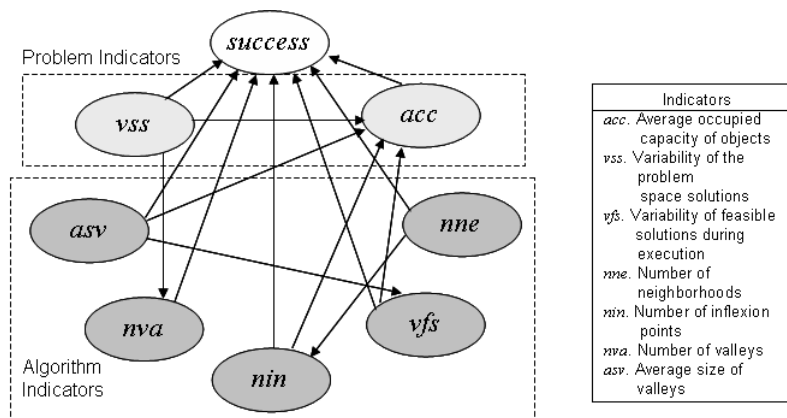 success
Problem Indicators
vss
acc
asv
nne
nva
vfs
nin
Algorithm
Indicators
Indicators
acc. Average occupied
capacity of objects
vss. Variability of the
problem
space solutions
vfs. Variability of feasible
solutions during
execution
nne. Number of
neighborhoods
nin. Number of inflexion
points
nva. Number of valleys
asv. Average size of
valleys